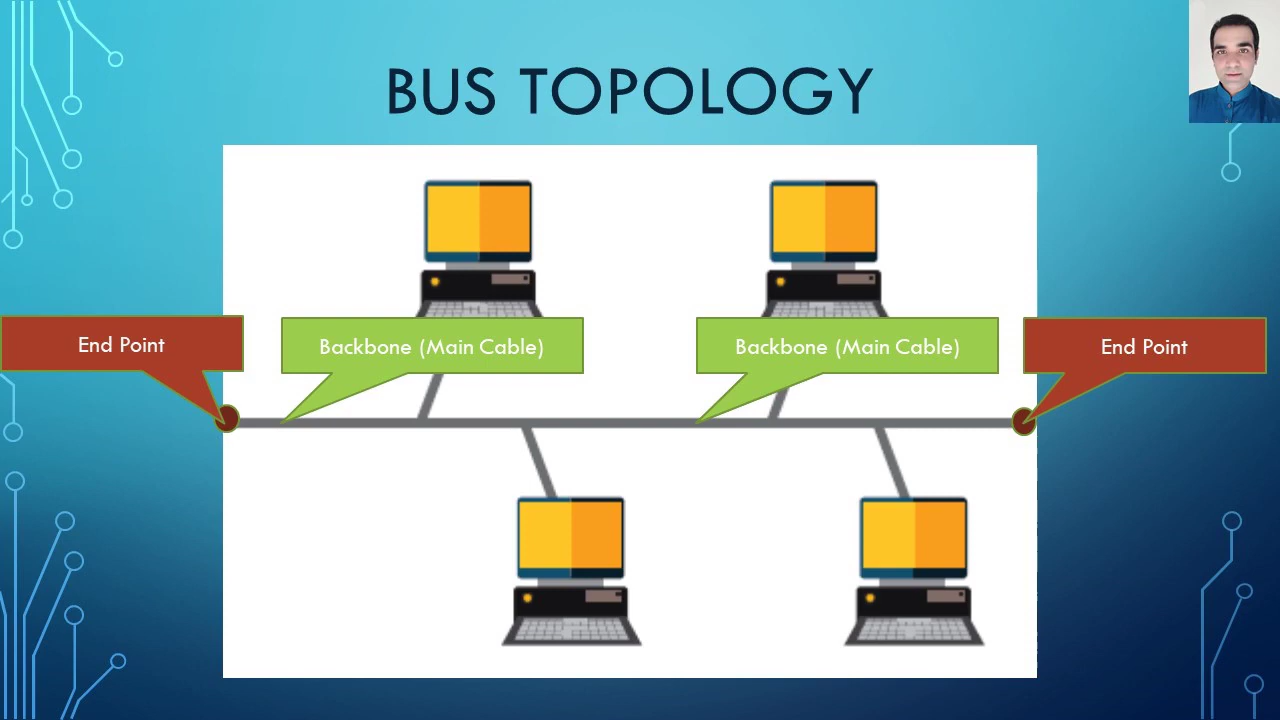 BUS TOPOLOGY
End Point
Backbone (Main Cable)
Backbone (Main Cable)
End Point